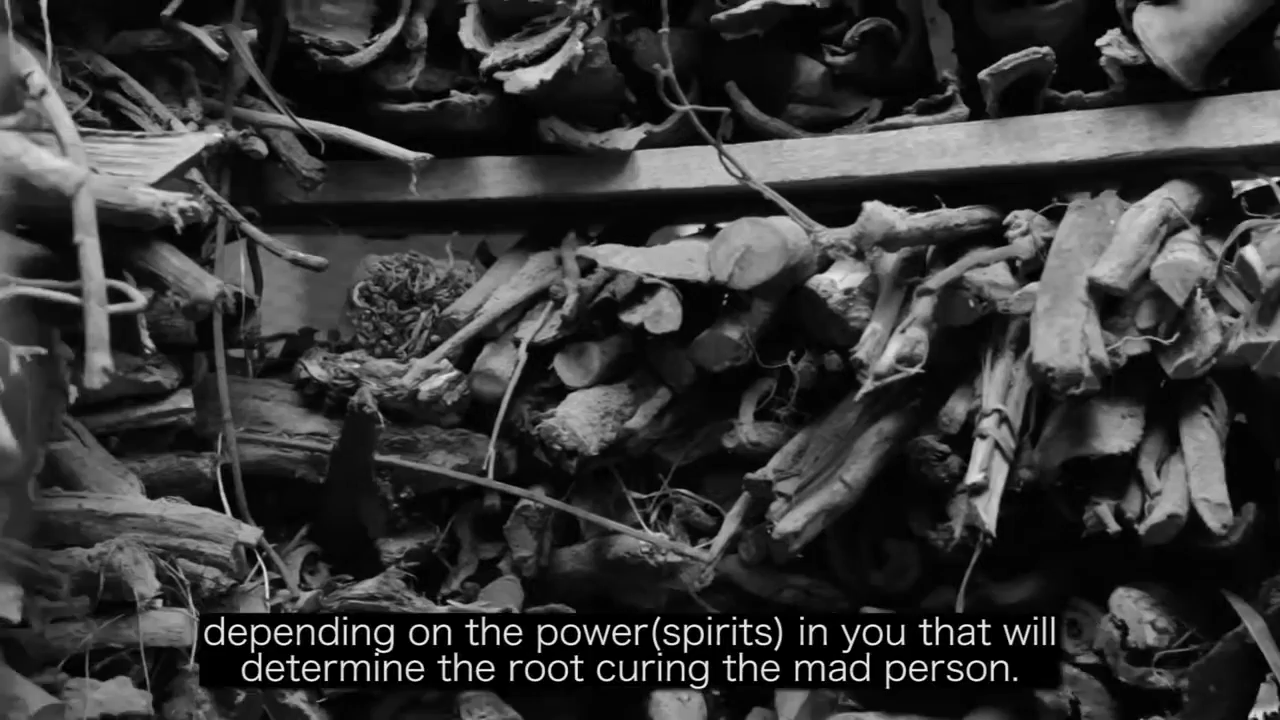 depending on the power(spirits) in you that will
determine the root curing the mad person.